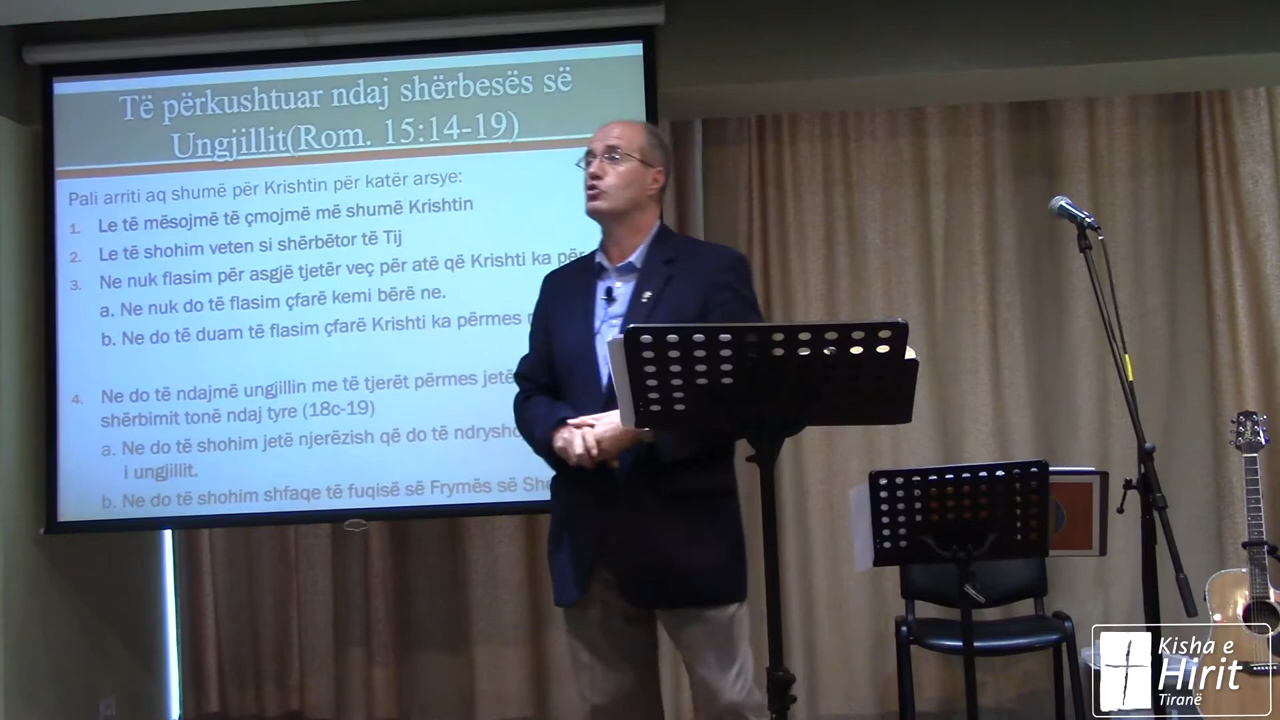 Të përkushtuar ndaj shërbesës së
Ungjillit(Rom. 15:14-19)
Pali arriti aq shumë për Krishtin për katër arsye:
1. Le të mësojmë të çmojmë më shumë Krishtin
2. Le të shohim veten si shërbëtor të Tij
3. Ne nuk flasim për asgjë tjetër veç për atë që Krishti ka për
a. Ne nuk do të flasim çfarë kemi bërë ne.
b. Ne do të duam të flasim çfarë Krishti ka përmes
4. Ne do të ndajmë ungjillin me të tjerët përmes jetë
shërbimit tonë ndaj tyre (18c-19)
a. Ne do të shohim jetë njerëzish që do të ndrysho
i ungjillit.
b. Ne do të shohim shfaqe të fuqisë së Frymës së She
Kisha e
Hirit
Tiranë